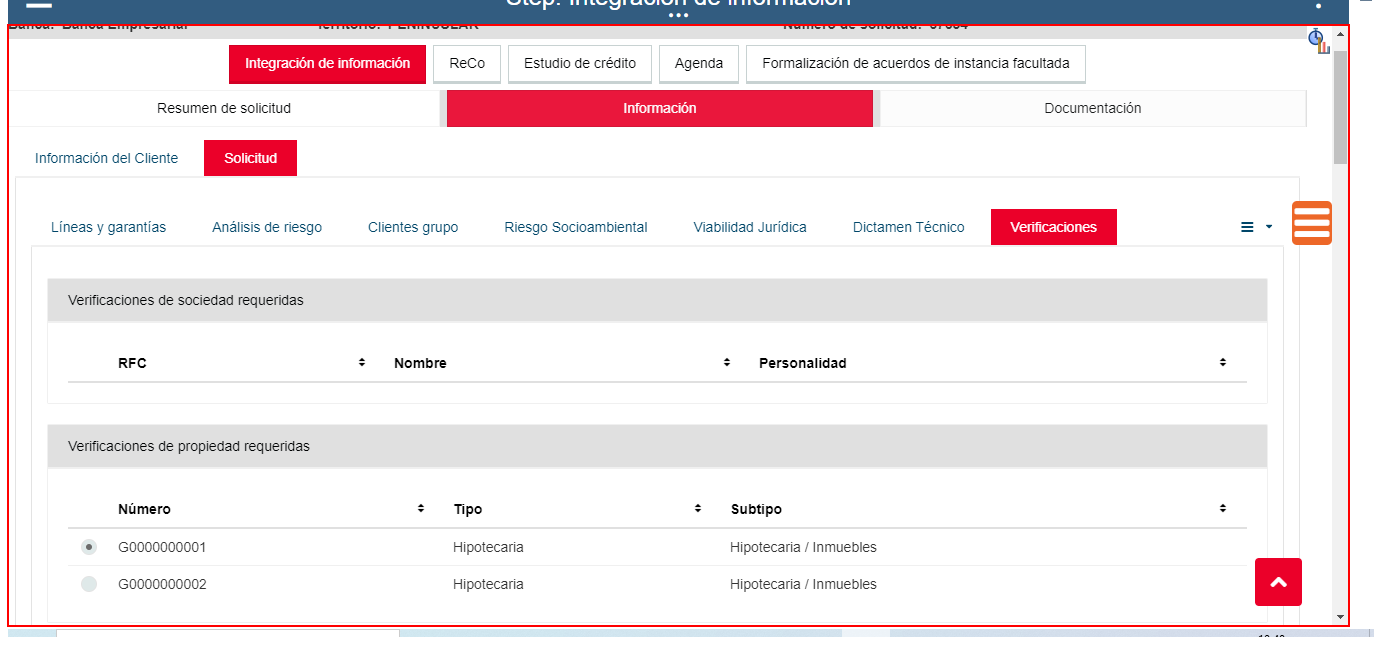 Step: Integración de información
Banca: Banca Empresarial Territorio: PENINSULAR Número de solicitud:
Integración de información ReCo Estudio de crédito Agenda Formalización de acuerdos de instancia facultada
Resumen de solicitud Información Documentación
Información del Cliente Solicitud
Líneas y garantías Análisis de riesgo Clientes grupo Riesgo Socioambiental Viabilidad Jurídica Dictamen Técnico Verificaciones
Verificaciones de sociedad requeridas
RFC Nombre Personalidad
Verificaciones de propiedad requeridas
Número Tipo Subtipo
G0000000001 Hipotecaria Hipotecaria / Inmuebles
G0000000002 Hipotecaria Hipotecaria / Inmuebles